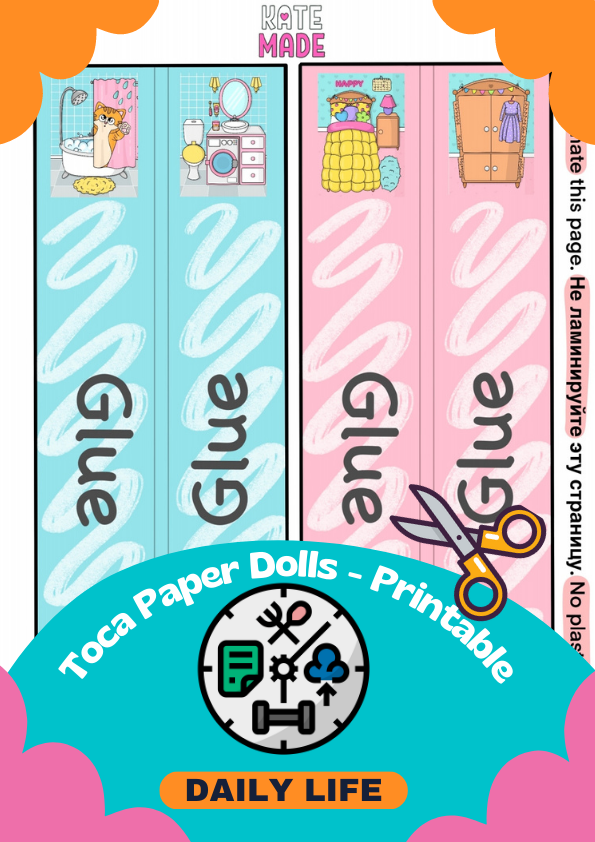 KATE
MADE
HAPPY
Glue
Glue
Glue
Glue
nate this page. Не ламинируйте эту страницу. No plas
Toca Paper Dolls - Printable
DAILY LIFE